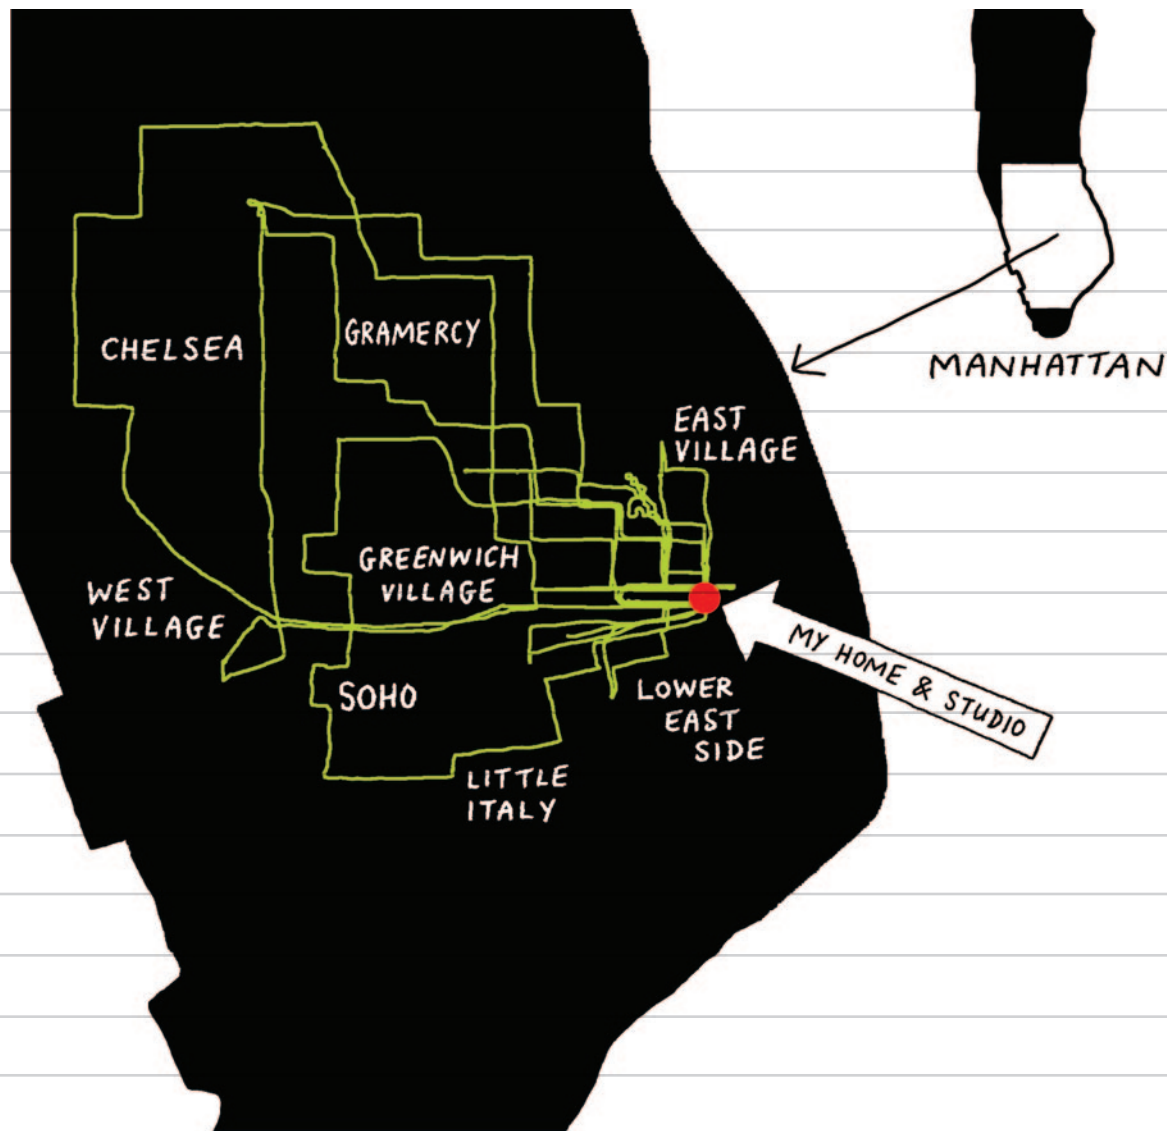 MANHATTAN
CHELSEA
GRAMERCY
EAST
VILLAGE
GREENWICH
VILLAGE
WEST
VILLAGE
MY HOME & STUDIO
SOHO
LOWER
EAST
SIDE
LITTLE
ITALY